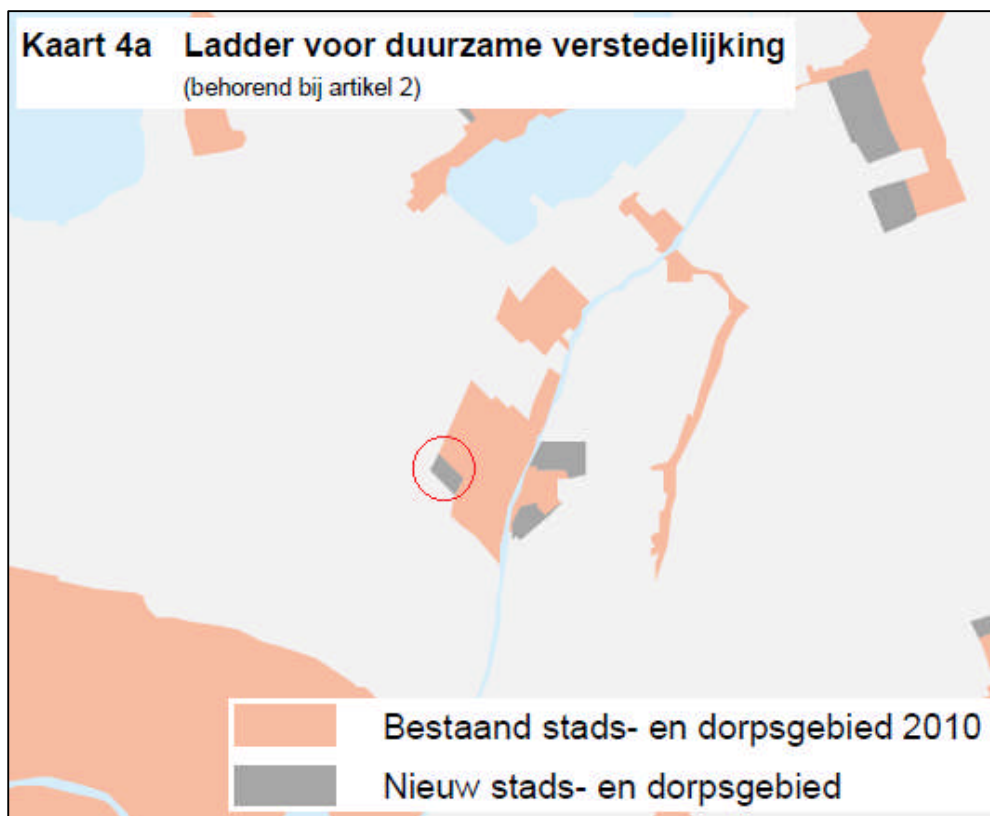 Kaart 4a Ladder voor duurzame verstedelijking
(behorend bij artikel 2)
Bestaand stads- en dorpsgebied 2010
Nieuw stads- en dorpsgebied